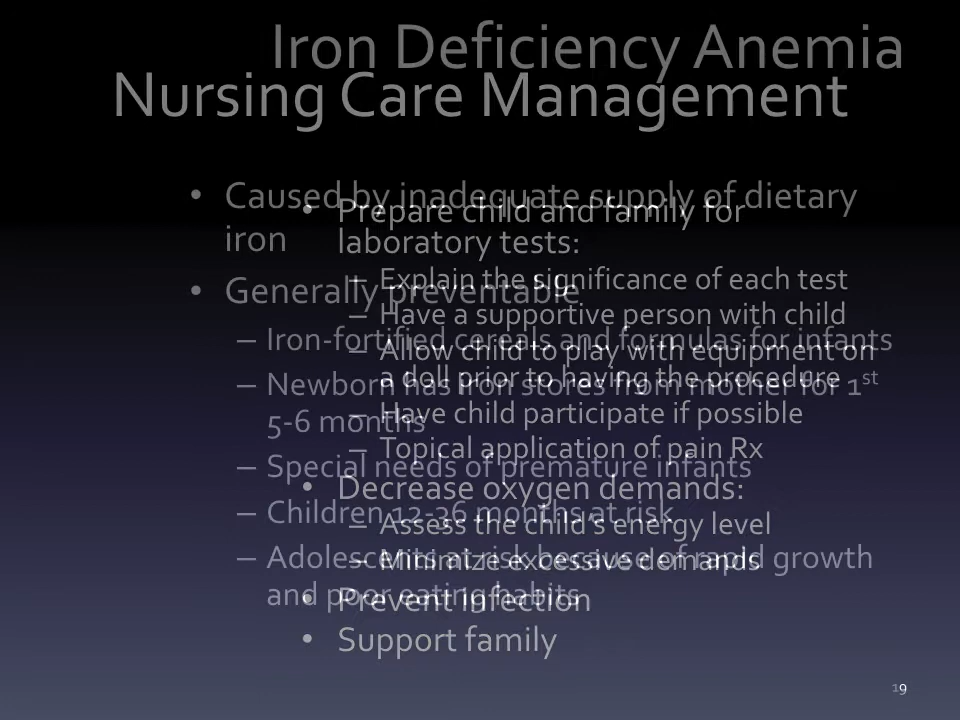 Iron Deficiency Anemia
• Caused by inadequate supply of dietary
iron
• Generally preventable
– Iron-fortified cereals and formulas for infants
– Newborn has iron stores from mother for 1st
5-6 months
– Special needs of premature infants
– Children 12-36 months at risk
– Adolescents at risk because of rapid growth
and poor eating habits
Nursing Care Management
• Prepare child and family for
laboratory tests:
– Explain the significance of each test
– Have a supportive person with child
– Allow child to play with equipment on
a doll prior to having the procedure
– Have child participate if possible
– Topical application of pain Rx
• Decrease oxygen demands:
– Assess the child's energy level
– Minimize excessive demands
• Prevent infection
• Support family
19